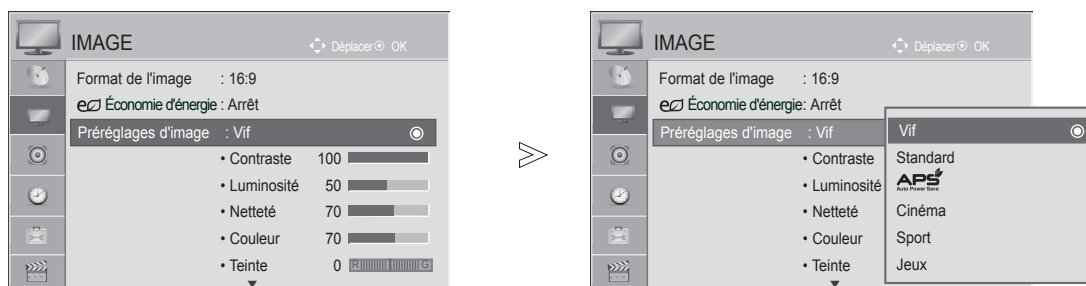 IMAGE
Déplacer OK
Format de l'image : 16:9
Économie d'énergie : Arrêt
Préréglages d'image : Vif
• Contraste 100
• Luminosité 50
• Netteté 70
• Couleur 70
• Teinte 0 R G
IMAGE
Déplacer OK
Format de l'image : 16:9
Économie d'énergie: Arrêt
Préréglages d'image : Vif
• Contraste
• Luminosité
• Netteté
• Couleur
• Teinte
Vif
Standard
APS
Auto Power Save
Cinéma
Sport
Jeux